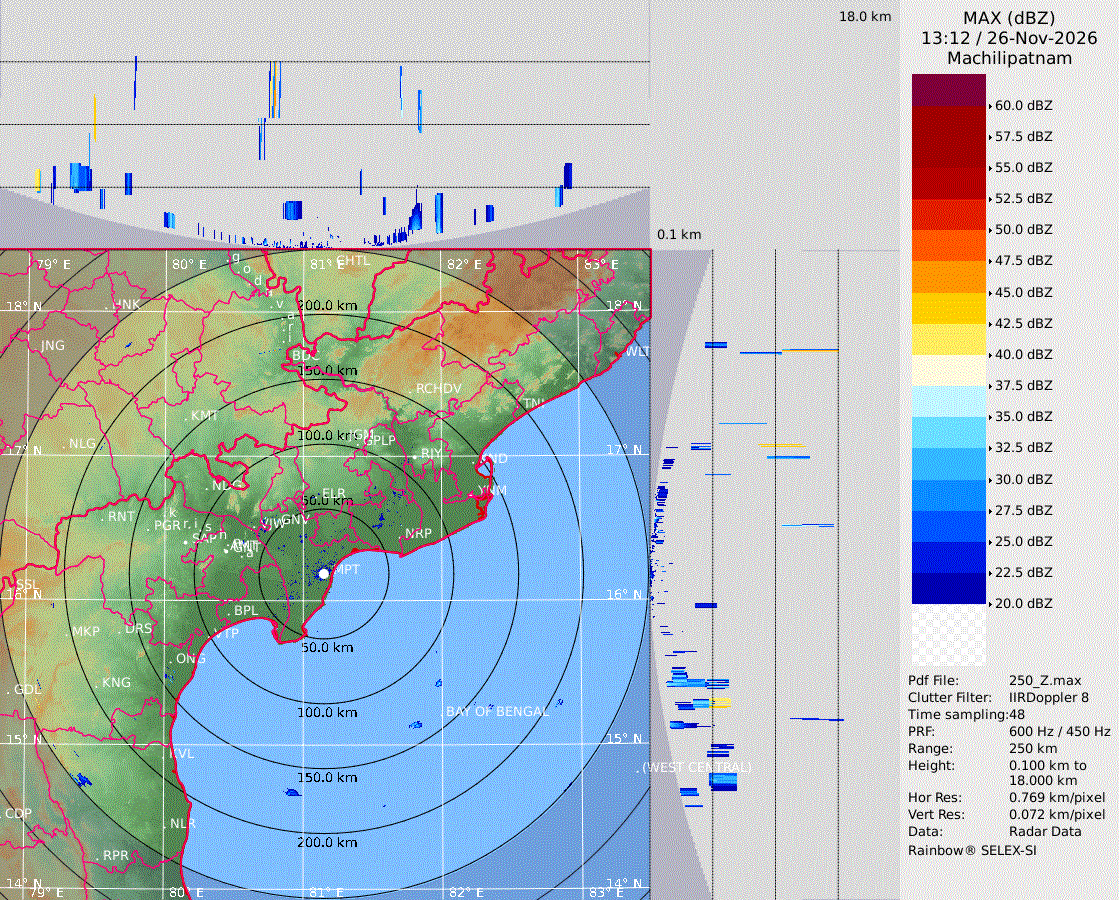 18.0 km
0.1 km
MAX (dBZ)
13:12 / 26-Nov-2026
Machilipatnam
60.0 dBZ
57.5 dBZ
55.0 dBZ
52.5 dBZ
50.0 dBZ
47.5 dBZ
45.0 dBZ
42.5 dBZ
40.0 dBZ
37.5 dBZ
35.0 dBZ
32.5 dBZ
30.0 dBZ
27.5 dBZ
25.0 dBZ
22.5 dBZ
20.0 dBZ
Pdf File: 250_Z.max
Clutter Filter: IIRDoppler 8
Time sampling:48
PRF: 600 Hz / 450 Hz
Range: 250 km
Height: 0.100 km to
18.000 km
Hor Res: 0.769 km/pixel
Vert Res: 0.072 km/pixel
Data: Radar Data
Rainbow® SELEX-SI
79° E 80° E 81° E CHTL 82° E 83° E
18° N HNK 200.0 km 18° N
JNG BDC WLT
150.0 km
RCHDV
TNI
KMT
NLG 100.0 km GPLP
17° N RJY 17° N
ELR
50.0 km
RNT PGR VJW GNV
NRP
MPT
SSL
16° N 16° N
BPL
MKP DRS
ONG 50.0 km
GDL KNG
100.0 km BAY OF BENGAL
15° N KVL 15° N
150.0 km (WEST CENTRAL)
CDP NLR
200.0 km
RPR
14° N 14° N
79° E 80° E 81° E 82° E 83° E